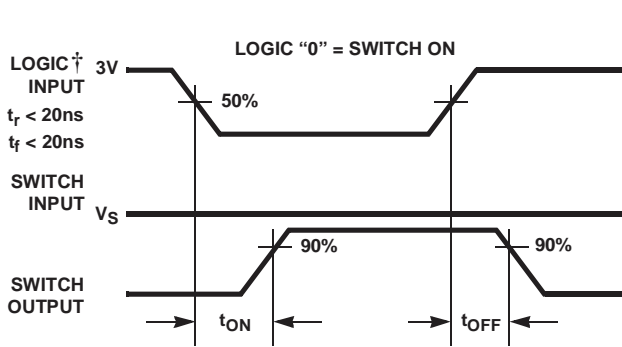 LOGIC “0” = SWITCH ON
LOGIC† 3V
INPUT
50%
tr < 20ns
tf < 20ns
SWITCH
INPUT VS
90%
90%
SWITCH
OUTPUT
tON
tOFF